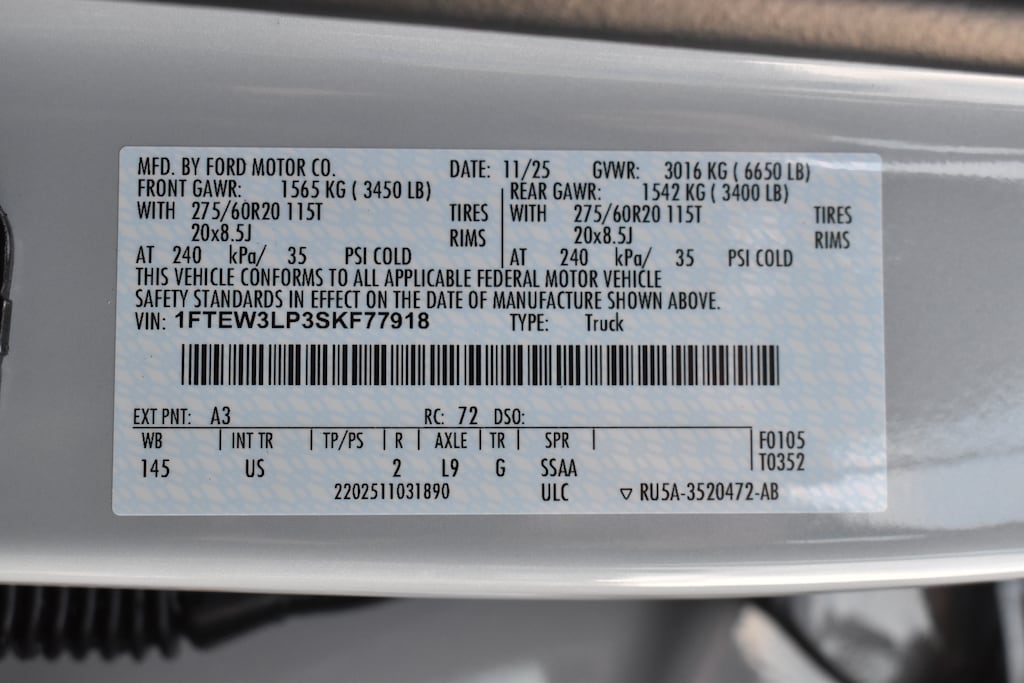 MFD. BY FORD MOTOR CO. DATE: 11/25 GVWR: 3016 KG ( 6650 LB)
FRONT GAWR: 1565 KG ( 3450 LB) REAR GAWR: 1542 KG ( 3400 LB)
WITH 275/60R20 115T TIRES WITH 275/60R20 115T TIRES
20x8.5J RIMS 20x8.5J RIMS
AT 240 kPa/ 35 PSI COLD AT 240 kPa/ 35 PSI COLD
THIS VEHICLE CONFORMS TO ALL APPLICABLE FEDERAL MOTOR VEHICLE
SAFETY STANDARDS IN EFFECT ON THE DATE OF MANUFACTURE SHOWN ABOVE.
VIN: 1FTEW3LP3SKF77918 TYPE: Truck
EXT PNT: A3 RC: 72 DSO:
WB INT TR TP/PS R AXLE TR SPR F0105
145 US 2 L9 G SSAA T0352
2202511031890 ULC ▽ RU5A-3520472-AB